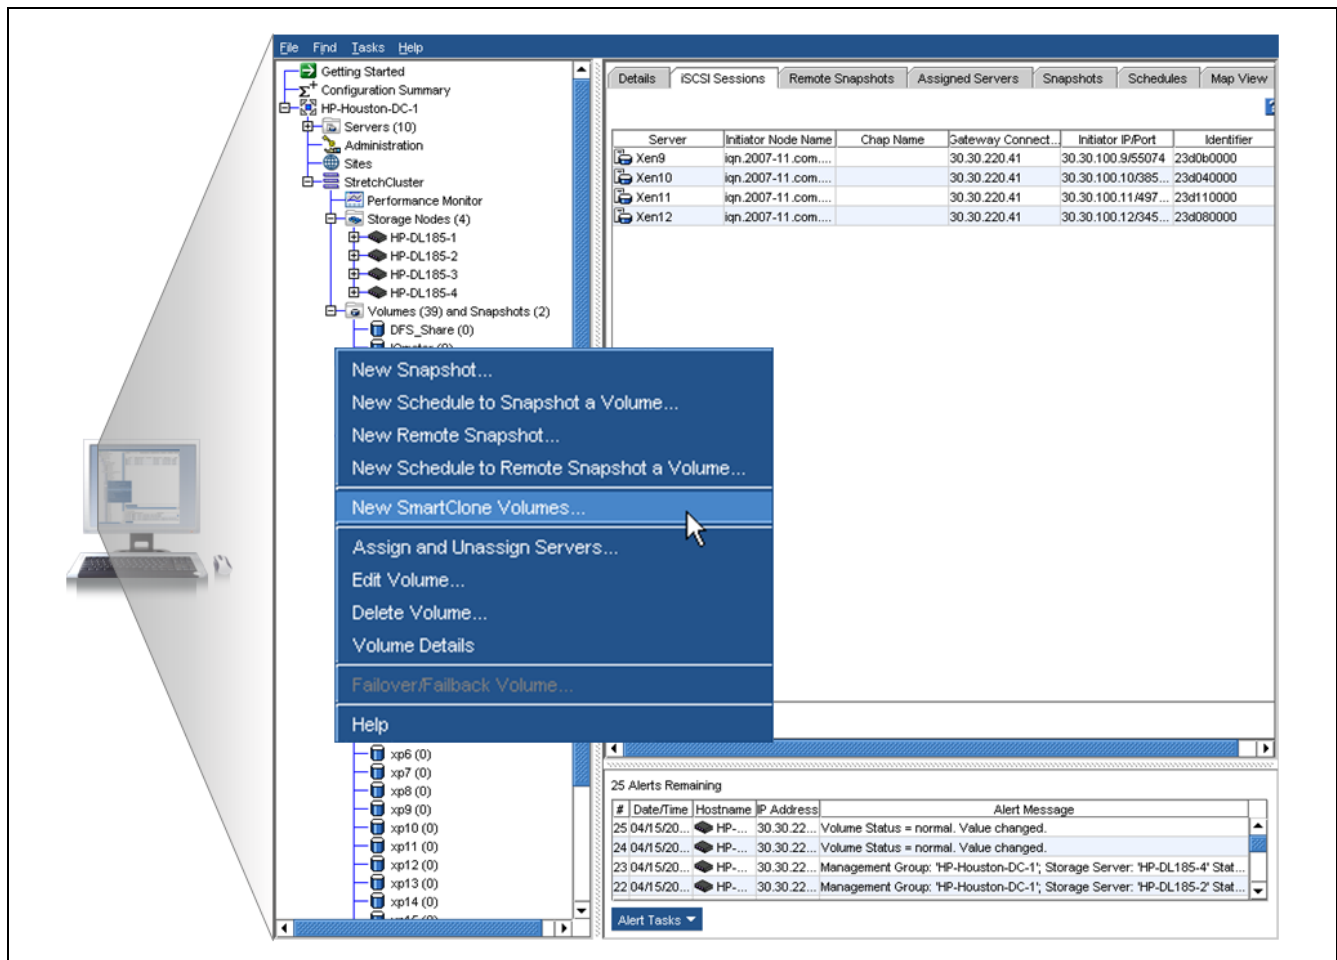 File Find Tasks Help
Getting Started
Configuration Summary
HP-Houston-DC-1
Servers (10)
Administration
Sites
StretchCluster
Performance Monitor
Storage Nodes (4)
HP-DL185-1
HP-DL185-2
HP-DL185-3
HP-DL185-4
Volumes (39) and Snapshots (2)
DFS_Share (0)
New Snapshot...
New Schedule to Snapshot a Volume...
New Remote Snapshot...
New Schedule to Remote Snapshot a Volume...
New SmartClone Volumes...
Assign and Unassign Servers...
Edit Volume...
Delete Volume...
Volume Details
Failover/Failback Volume...
Help
xp6 (0)
xp7 (0)
xp8 (0)
xp9 (0)
xp10 (0)
xp11 (0)
xp12 (0)
xp13 (0)
xp14 (0)
Details iSCSI Sessions Remote Snapshots Assigned Servers Snapshots Schedules Map View
Server Initiator Node Name Chap Name Gateway Connect... Initiator IP/Port Identifier
Xen9 iqn.2007-11.com.... 30.30.220.41 30.30.100.9/55074 23d0b0000
Xen10 iqn.2007-11.com.... 30.30.220.41 30.30.100.10/385... 23d040000
Xen11 iqn.2007-11.com.... 30.30.220.41 30.30.100.11/497... 23d110000
Xen12 iqn.2007-11.com.... 30.30.220.41 30.30.100.12/345... 23d080000
25 Alerts Remaining
# Date/Time Hostname IP Address Alert Message
25 04/15/20... HP-... 30.30.22... Volume Status = normal. Value changed.
24 04/15/20... HP-... 30.30.22... Volume Status = normal. Value changed.
23 04/15/20... HP-... 30.30.22... Management Group: 'HP-Houston-DC-1'; Storage Server: 'HP-DL185-4' Stat...
22 04/15/20... HP-... 30.30.22... Management Group: 'HP-Houston-DC-1'; Storage Server: 'HP-DL185-2' Stat...
Alert Tasks